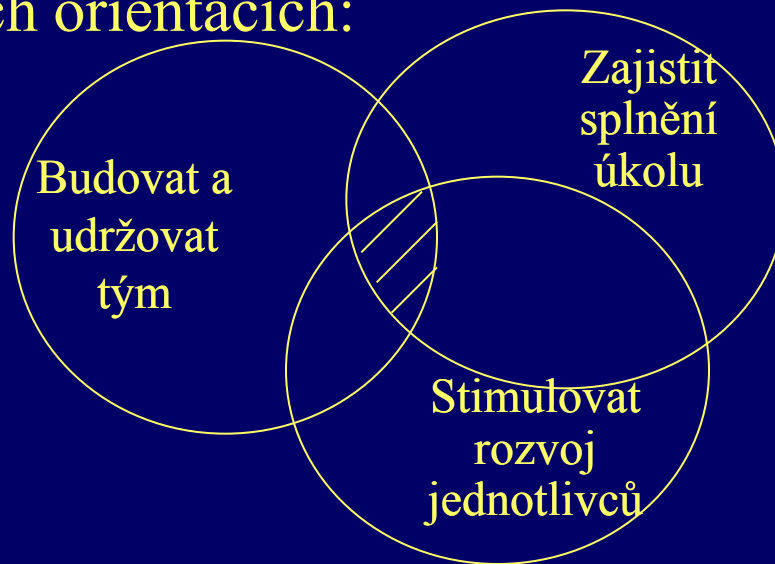 ch orientacích:
Budovat a
udržovat
tým
Zajistit
splnění
úkolu
Stimulovat
rozvoj
jednotlivců